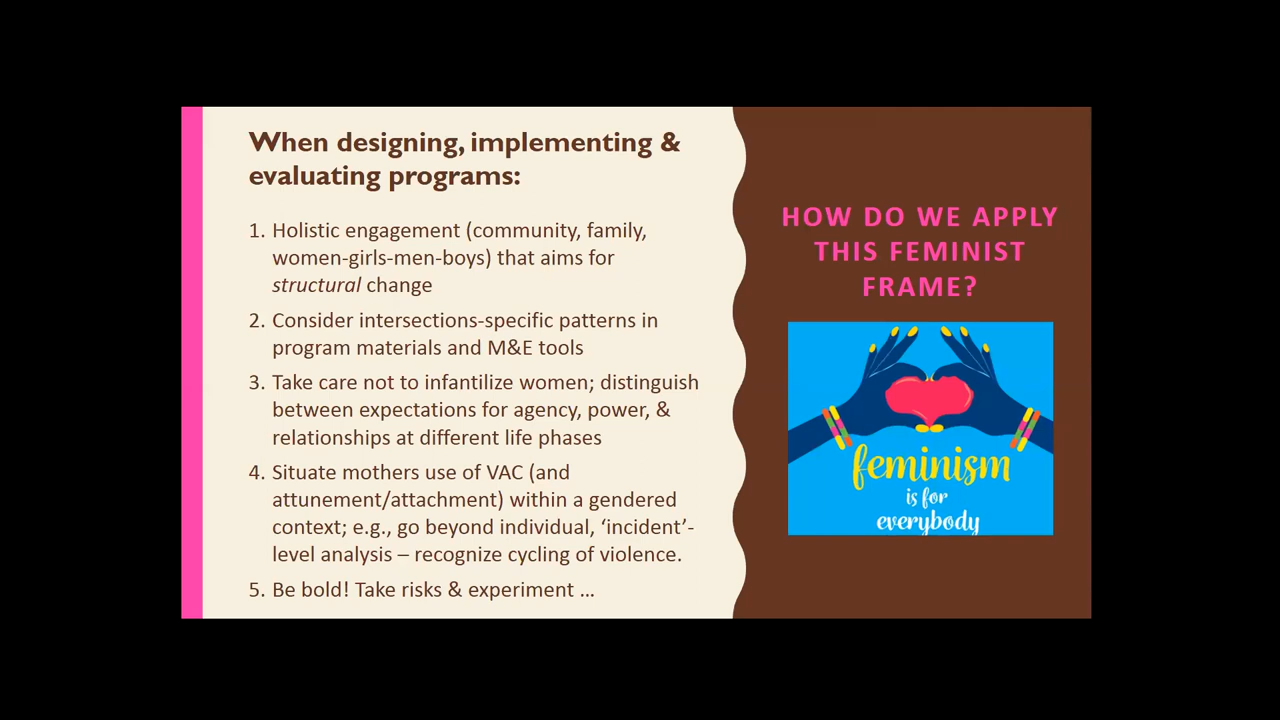 When designing, implementing &
evaluating programs:
1. Holistic engagement (community, family,
women-girls-men-boys) that aims for
structural change
2. Consider intersections-specific patterns in
program materials and M&E tools
3. Take care not to infantilize women; distinguish
between expectations for agency, power, &
relationships at different life phases
4. Situate mothers use of VAC (and
attunement/attachment) within a gendered
context; e.g., go beyond individual, ‘incident’-
level analysis – recognize cycling of violence.
5. Be bold! Take risks & experiment …
HOW DO WE APPLY
THIS FEMINIST
FRAME?
feminism
is for
everybody